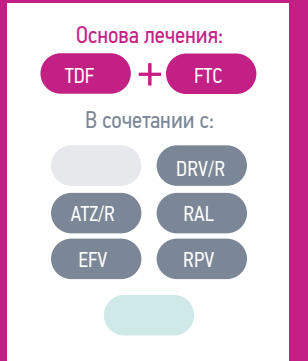 Основа лечения:
TDF + FTC
В сочетании с:
DRV/R
ATZ/R RAL
EFV RPV